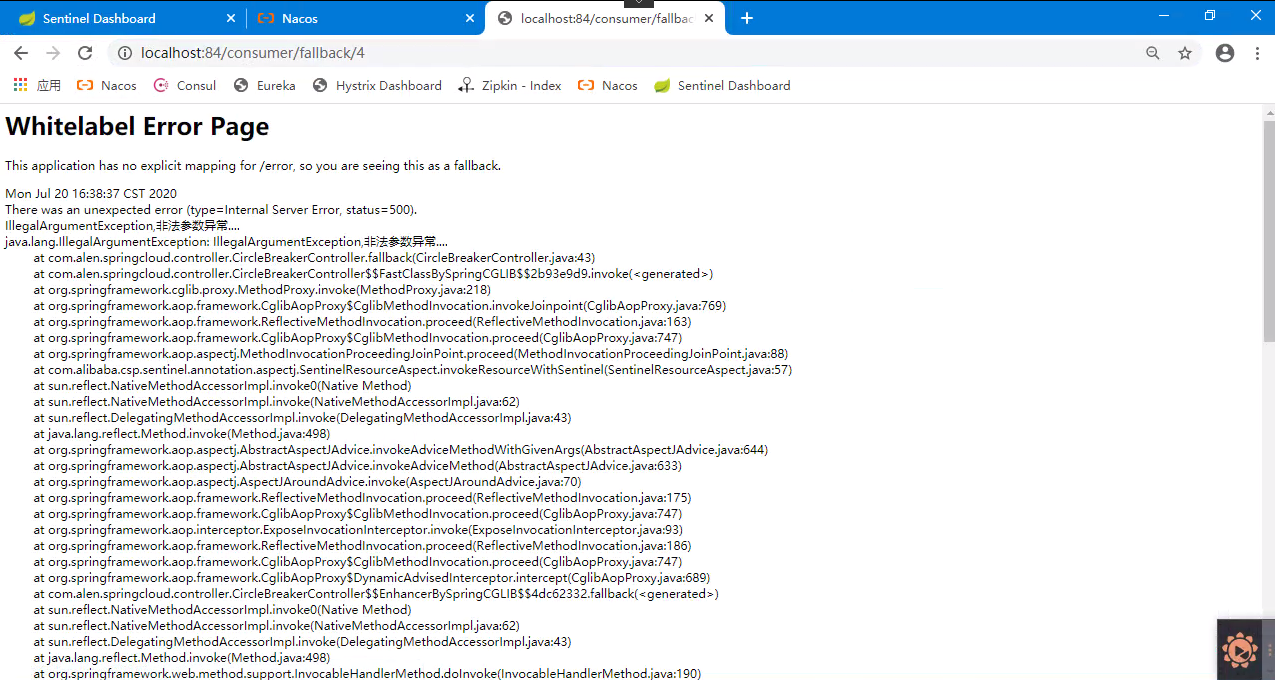 Sentinel Dashboard
Nacos
localhost:84/consumer/fallbac
localhost:84/consumer/fallback/4
应用 Nacos Consul Eureka Hystrix Dashboard Zipkin - Index Nacos Sentinel Dashboard
Whitelabel Error Page
This application has no explicit mapping for /error, so you are seeing this as a fallback.
Mon Jul 20 16:38:37 CST 2020
There was an unexpected error (type=Internal Server Error, status=500).
IllegalArgumentException,非法参数异常....
java.lang.IllegalArgumentException: IllegalArgumentException,非法参数异常....
at com.alen.springcloud.controller.CircleBreakerController.fallback(CircleBreakerController.java:43)
at com.alen.springcloud.controller.CircleBreakerController$$FastClassBySpringCGLIB$$2b93e9d9.invoke(<generated>)
at org.springframework.cglib.proxy.MethodProxy.invoke(MethodProxy.java:218)
at org.springframework.aop.framework.CglibAopProxy$CglibMethodInvocation.invokeJoinpoint(CglibAopProxy.java:769)
at org.springframework.aop.framework.ReflectiveMethodInvocation.proceed(ReflectiveMethodInvocation.java:163)
at org.springframework.aop.framework.CglibAopProxy$CglibMethodInvocation.proceed(CglibAopProxy.java:747)
at org.springframework.aop.aspectj.MethodInvocationProceedingJoinPoint.proceed(MethodInvocationProceedingJoinPoint.java:88)
at com.alibaba.csp.sentinel.annotation.aspectj.SentinelResourceAspect.invokeResourceWithSentinel(SentinelResourceAspect.java:57)
at sun.reflect.NativeMethodAccessorImpl.invoke0(Native Method)
at sun.reflect.NativeMethodAccessorImpl.invoke(NativeMethodAccessorImpl.java:62)
at sun.reflect.DelegatingMethodAccessorImpl.invoke(DelegatingMethodAccessorImpl.java:43)
at java.lang.reflect.Method.invoke(Method.java:498)
at org.springframework.aop.aspectj.AbstractAspectJAdvice.invokeAdviceMethodWithGivenArgs(AbstractAspectJAdvice.java:644)
at org.springframework.aop.aspectj.AbstractAspectJAdvice.invokeAdviceMethod(AbstractAspectJAdvice.java:633)
at org.springframework.aop.aspectj.AspectJAroundAdvice.invoke(AspectJAroundAdvice.java:70)
at org.springframework.aop.framework.ReflectiveMethodInvocation.proceed(ReflectiveMethodInvocation.java:175)
at org.springframework.aop.framework.CglibAopProxy$CglibMethodInvocation.proceed(CglibAopProxy.java:747)
at org.springframework.aop.interceptor.ExposeInvocationInterceptor.invoke(ExposeInvocationInterceptor.java:93)
at org.springframework.aop.framework.ReflectiveMethodInvocation.proceed(ReflectiveMethodInvocation.java:186)
at org.springframework.aop.framework.CglibAopProxy$CglibMethodInvocation.proceed(CglibAopProxy.java:747)
at org.springframework.aop.framework.CglibAopProxy$DynamicAdvisedInterceptor.intercept(CglibAopProxy.java:689)
at com.alen.springcloud.controller.CircleBreakerController$$EnhancerBySpringCGLIB$$4dc62332.fallback(<generated>)
at sun.reflect.NativeMethodAccessorImpl.invoke0(Native Method)
at sun.reflect.NativeMethodAccessorImpl.invoke(NativeMethodAccessorImpl.java:62)
at sun.reflect.DelegatingMethodAccessorImpl.invoke(DelegatingMethodAccessorImpl.java:43)
at java.lang.reflect.Method.invoke(Method.java:498)
at org.springframework.web.method.support.InvocableHandlerMethod.doInvoke(InvocableHandlerMethod.java:190)